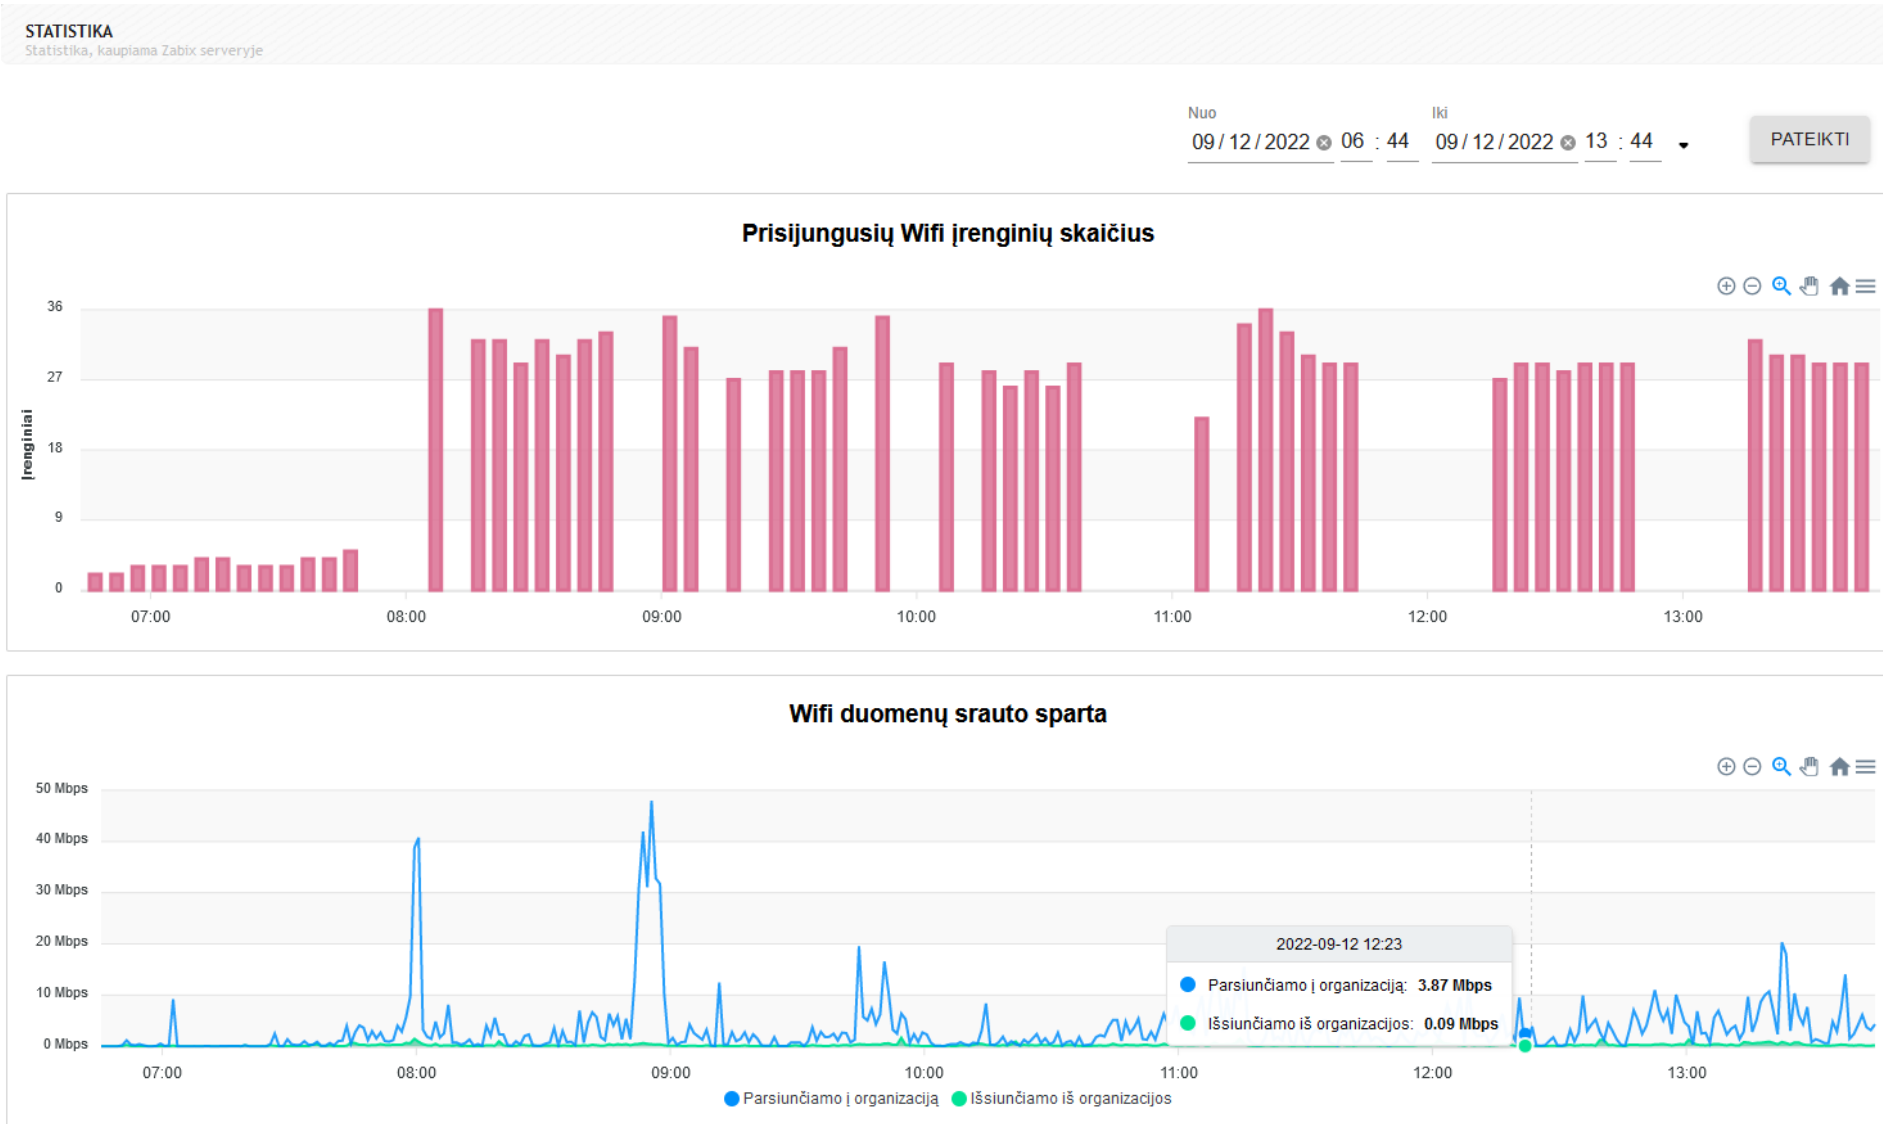 STATISTIKA
Statistika, kaupiama Zabix serveryje
Nuo
Iki
09/12/2022 06 : 44 09/12/2022 13 : 44 PATEIKTI
Prisijungusių Wifi įrenginių skaičius
36
27
18
9
0
Įrenginiai
07:00 08:00 09:00 10:00 11:00 12:00 13:00
Wifi duomenų srauto sparta
50 Mbps
40 Mbps
30 Mbps
20 Mbps
10 Mbps
0 Mbps
2022-09-12 12:23
Parsiunčiamo į organizaciją: 3.87 Mbps
Išsiunčiamo iš organizacijos: 0.09 Mbps
07:00 08:00 09:00 10:00 11:00 12:00 13:00
Parsiunčiamo į organizaciją Išsiunčiamo iš organizacijos